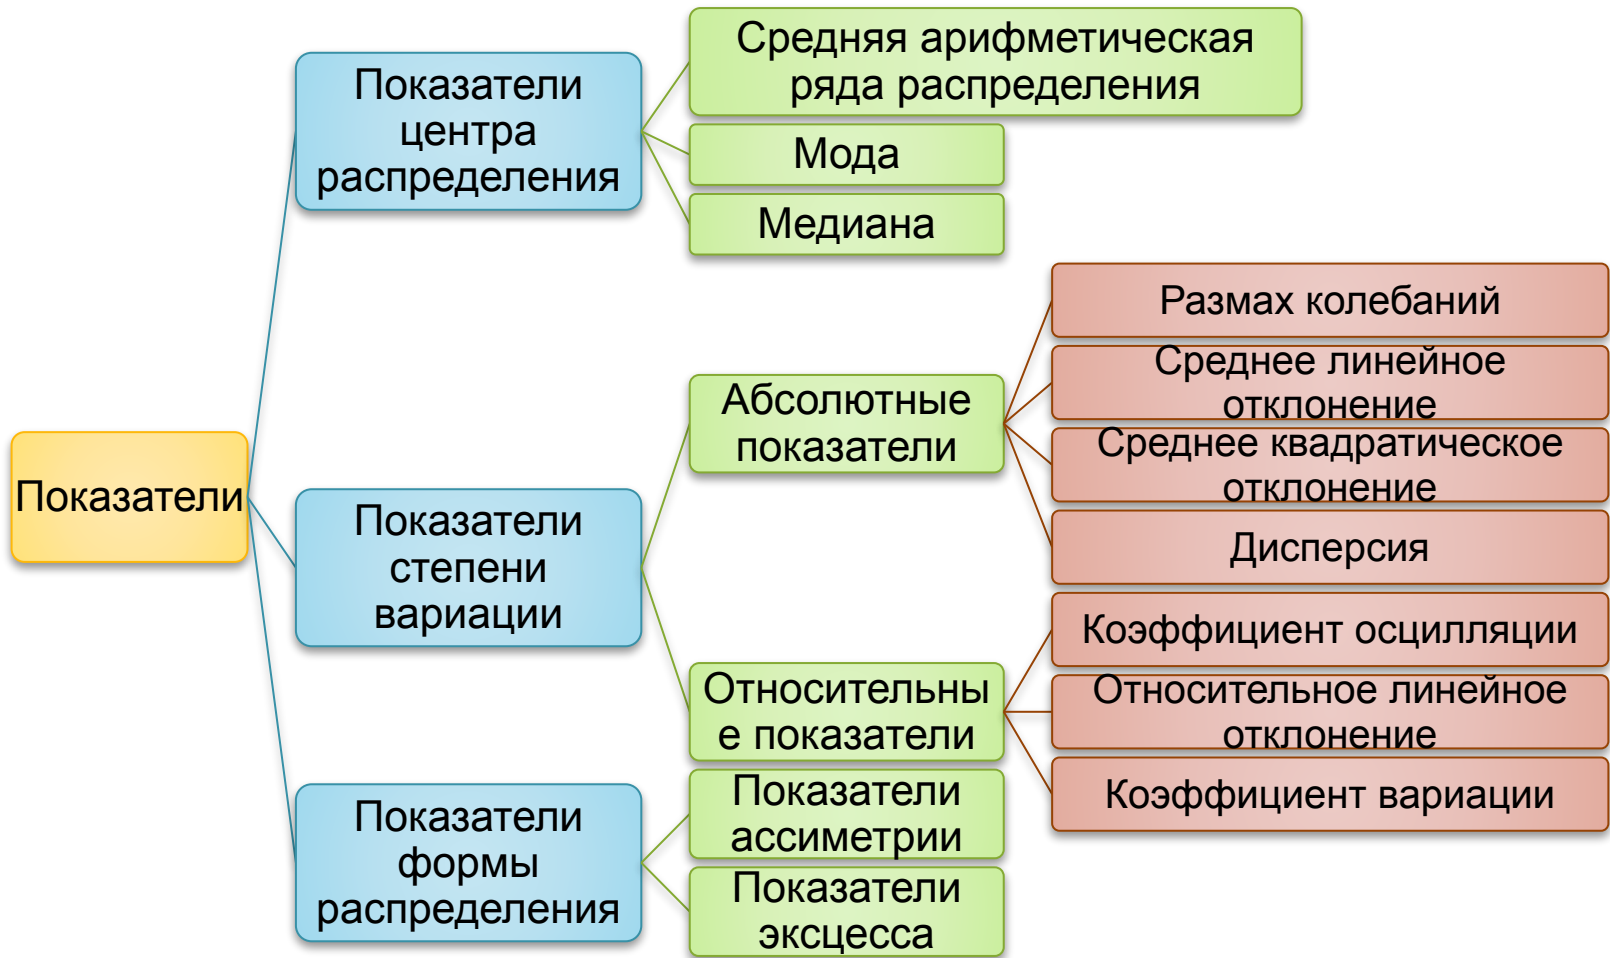 Показатели
Показатели
центра
распределения
Средняя арифметическая
ряда распределения
Мода
Медиана
Показатели
степени
вариации
Абсолютные
показатели
Размах колебаний
Среднее линейное
отклонение
Среднее квадратическое
отклонение
Дисперсия
Относительны
е показатели
Коэффициент осцилляции
Относительное линейное
отклонение
Коэффициент вариации
Показатели
формы
распределения
Показатели
ассиметрии
Показатели
эксцесса